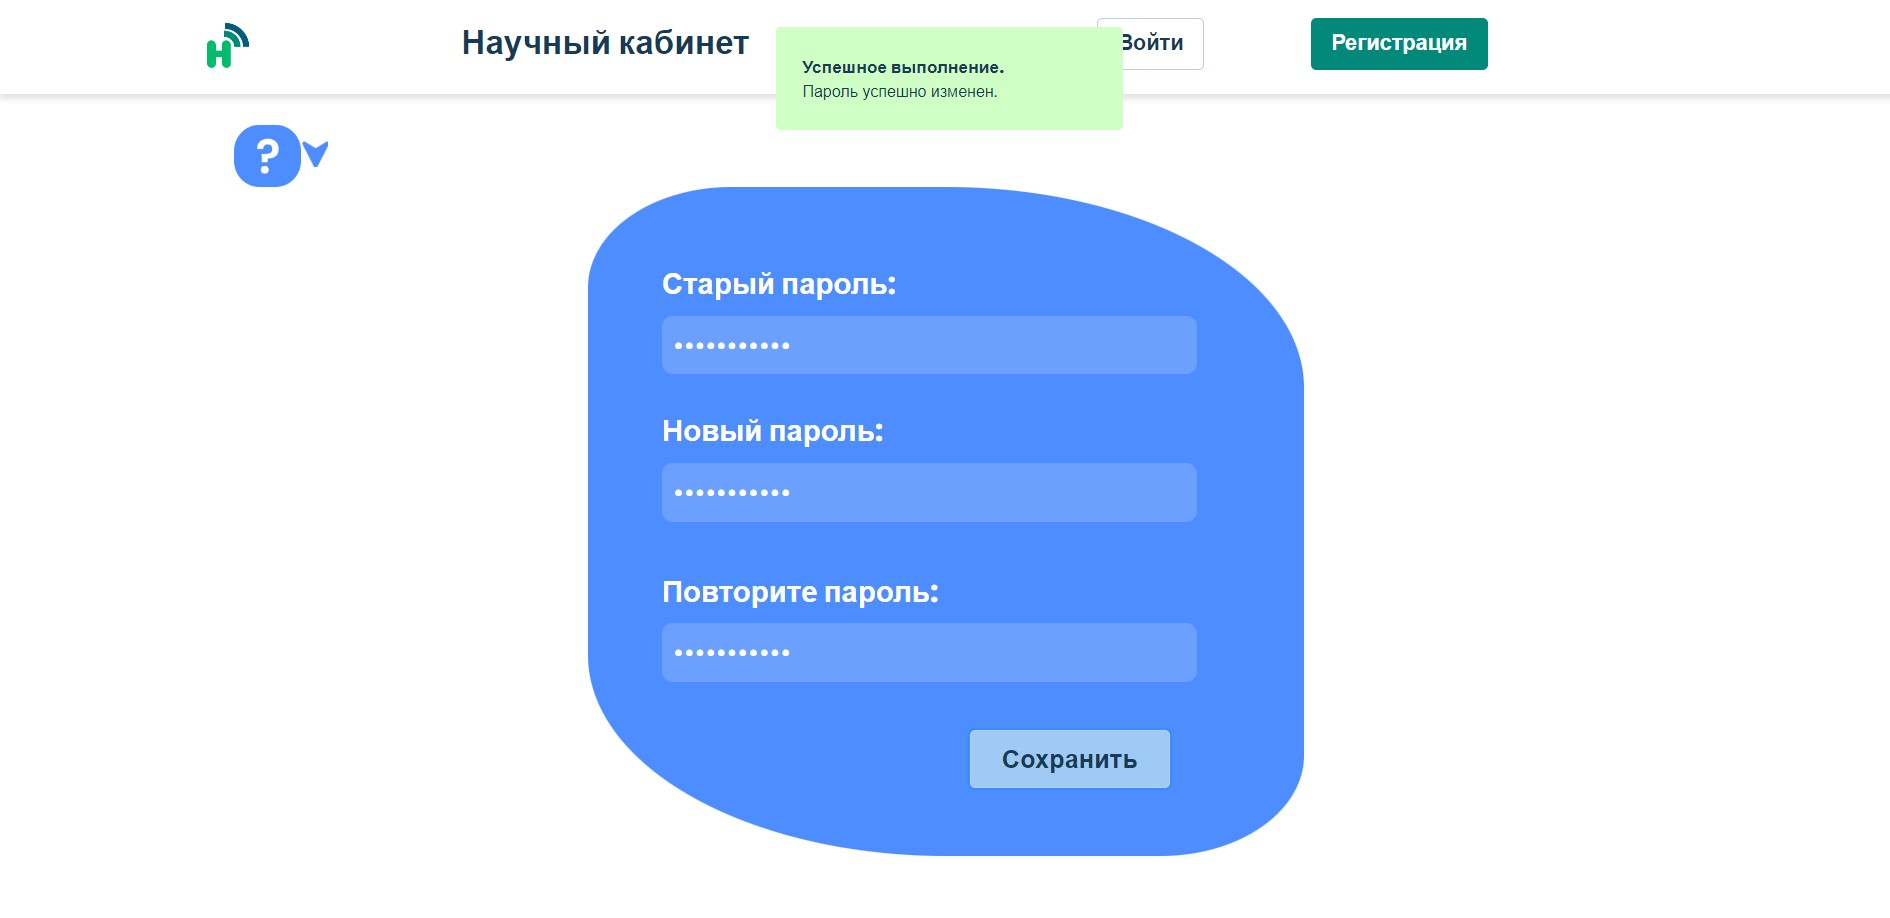 Научный кабинет
Войти
Регистрация
Успешное выполнение.
Пароль успешно изменен.
?
Старый пароль:
•••••••••••
Новый пароль:
•••••••••••
Повторите пароль:
•••••••••••
Сохранить